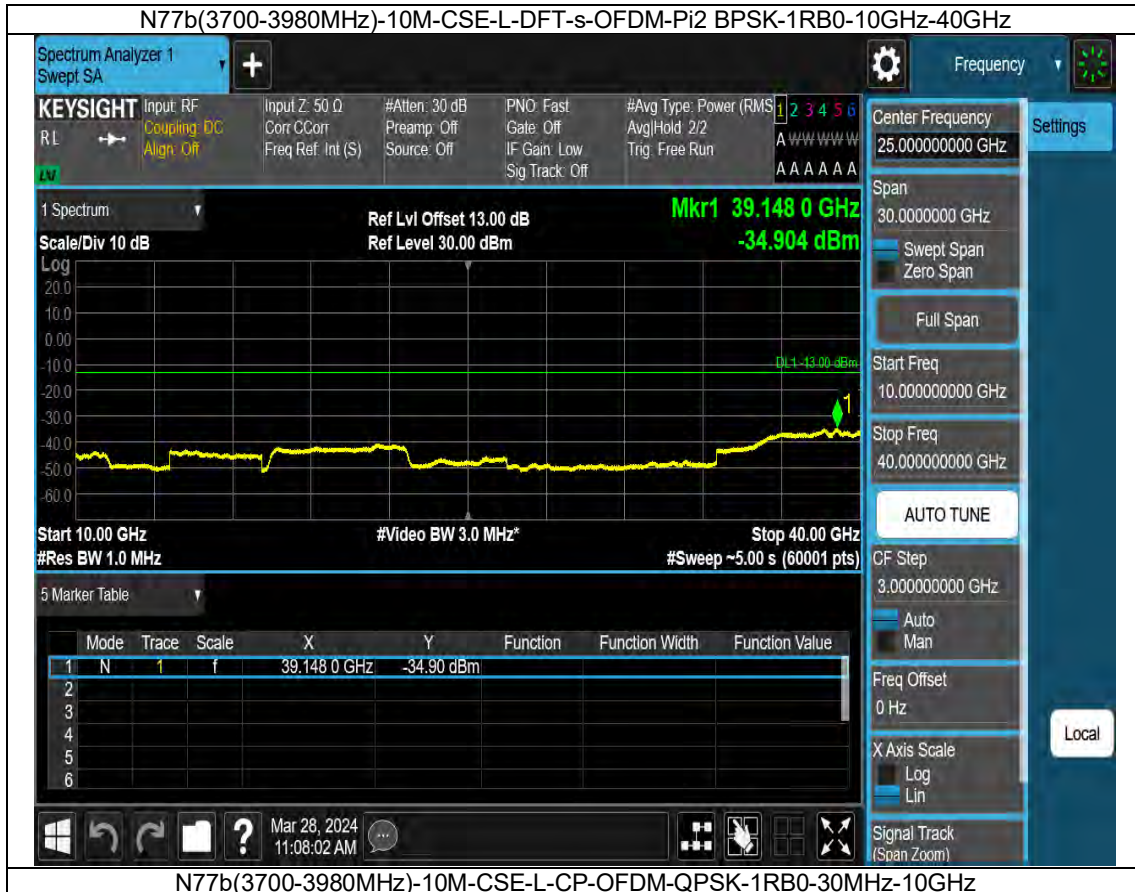 N77b(3700-3980MHz)-10M-CSE-L-DFT-s-OFDM-Pi2 BPSK-1RB0-10GHz-40GHz
Spectrum Analyzer 1
Swept SA
Frequency
KEYSIGHT
RL
Input: RF
Coupling: DC
Align: Off
Input Z: 50 Ω
Corr CCorr
Freq Ref: Int (S)
#Atten: 30 dB
Preamp: Off
Source: Off
PNO: Fast
Gate: Off
IF Gain: Low
Sig Track: Off
#Avg Type: Power (RMS
Avg|Hold: 2/2
Trig: Free Run
1 2 3 4 5 6
A W W W W W
A A A A A A
1 Spectrum
Scale/Div 10 dB
Ref Lvl Offset 13.00 dB
Ref Level 30.00 dBm
Mkr1 39.148 0 GHz
-34.904 dBm
Log
20.0
10.0
0.00
-10.0
-20.0
-30.0
-40.0
-50.0
-60.0
DL1 -13.00 dBm
1
Start 10.00 GHz
#Video BW 3.0 MHz*
Stop 40.00 GHz
#Res BW 1.0 MHz
#Sweep ~5.00 s (60001 pts)
5 Marker Table
Mode Trace Scale X Y Function Function Width Function Value
1 N 1 f 39.148 0 GHz -34.90 dBm
2
3
4
5
6
Center Frequency
25.000000000 GHz
Settings
Span
30.0000000 GHz
Swept Span
Zero Span
Full Span
Start Freq
10.000000000 GHz
Stop Freq
40.000000000 GHz
AUTO TUNE
CF Step
3.000000000 GHz
Auto
Man
Freq Offset
0 Hz
Local
X Axis Scale
Log
Lin
Signal Track
(Span Zoom)
Mar 28, 2024
11:08:02 AM
N77b(3700-3980MHz)-10M-CSE-L-CP-OFDM-QPSK-1RB0-30MHz-10GHz